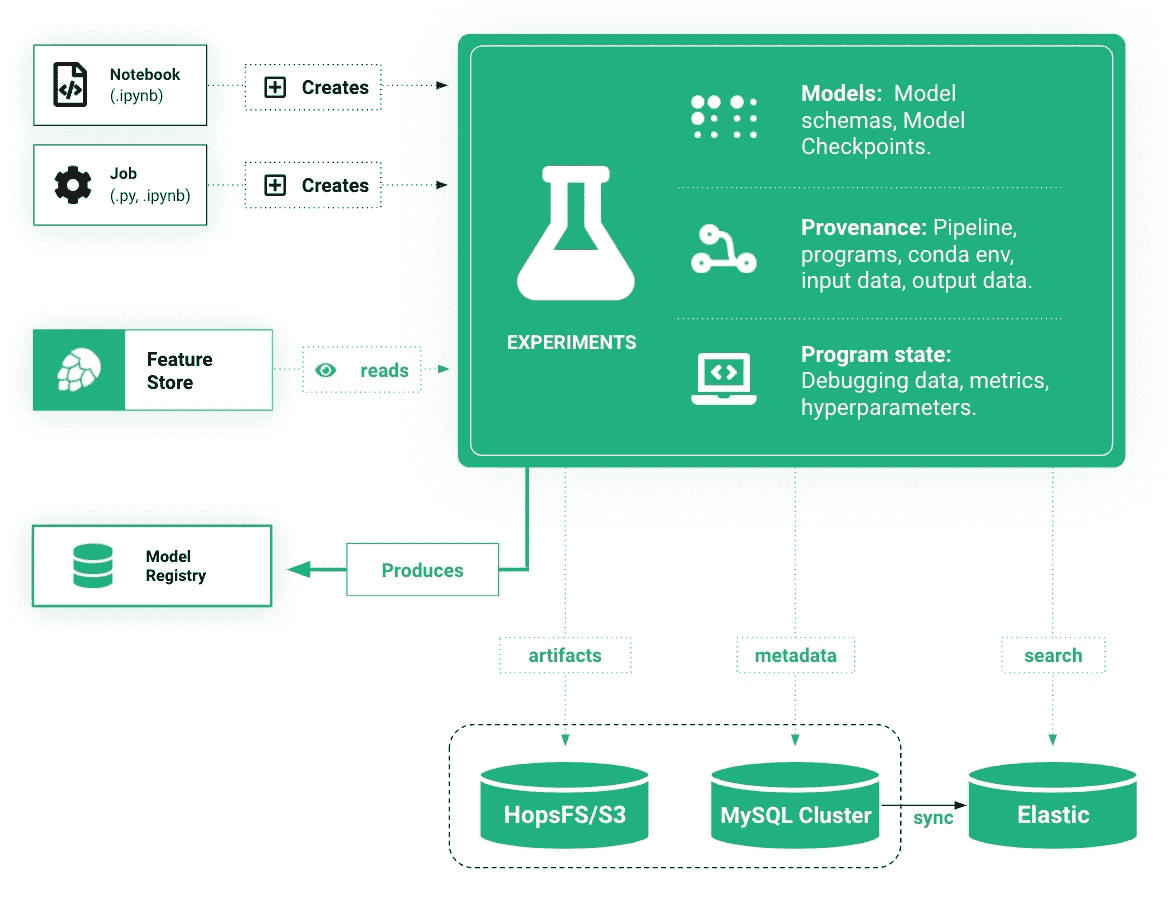 Notebook
(.ipynb)
Creates
Job
(.py, .ipynb)
Creates
Feature
Store
reads
Model
Registry
Produces
EXPERIMENTS
Models: Model
schemas, Model
Checkpoints.
Provenance: Pipeline,
programs, conda env,
input data, output data.
Program state:
Debugging data, metrics,
hyperparameters.
artifacts
metadata
search
HopsFS/S3
MySQL Cluster
sync
Elastic